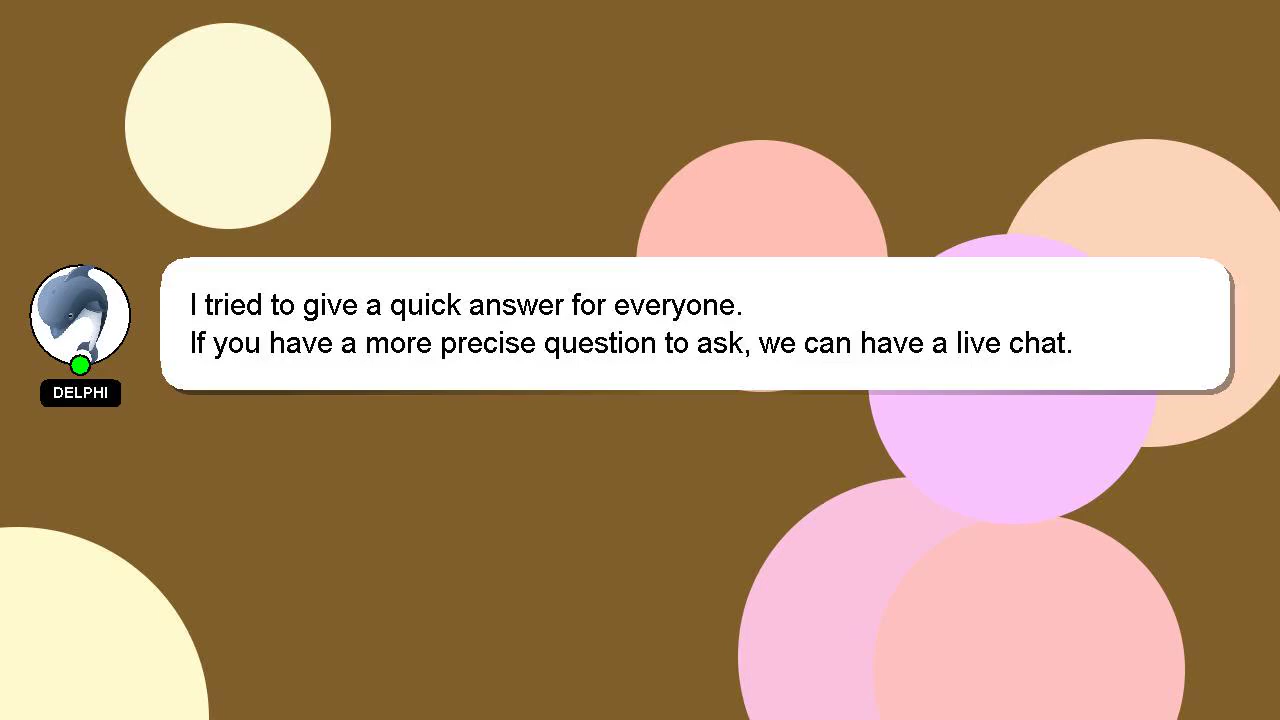 I tried to give a quick answer for everyone.
If you have a more precise question to ask, we can have a live chat.
DELPHI